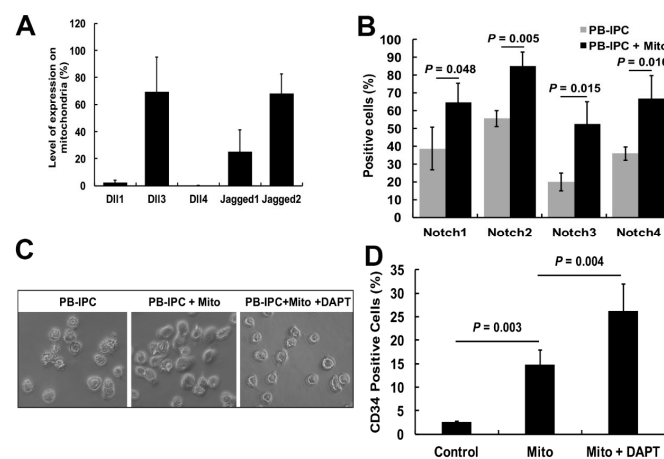 A
Level of expression on
mitochondria (%)
120
100
80
60
40
20
0
Dll1 Dll3 Dll4 Jagged1 Jagged2
B
PB-IPC
PB-IPC + Mito
Positive cells (%)
100
90
80
70
60
50
40
30
20
10
0
P = 0.048
P = 0.005
P = 0.015
P = 0.016
Notch1 Notch2 Notch3 Notch4
C
PB-IPC PB-IPC + Mito PB-IPC+Mito +DAPT
D
CD34 Positive Cells (%)
35
30
25
20
15
10
5
0
P = 0.003
P = 0.004
Control Mito Mito + DAPT